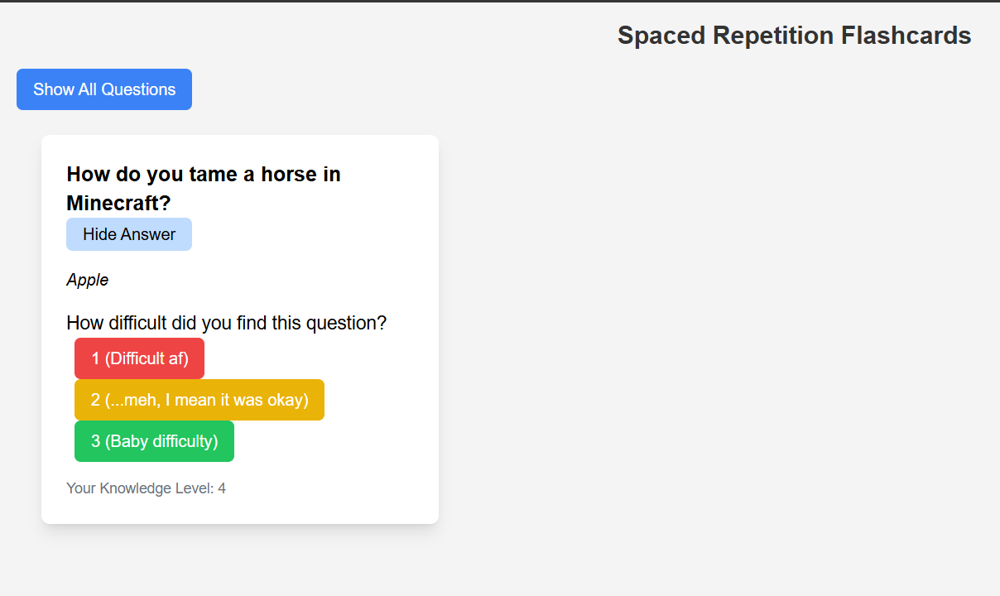 Spaced Repetition Flashcards
Show All Questions
How do you tame a horse in
Minecraft?
Hide Answer
Apple
How difficult did you find this question?
1 (Difficult af)
2 (...meh, I mean it was okay)
3 (Baby difficulty)
Your Knowledge Level: 4